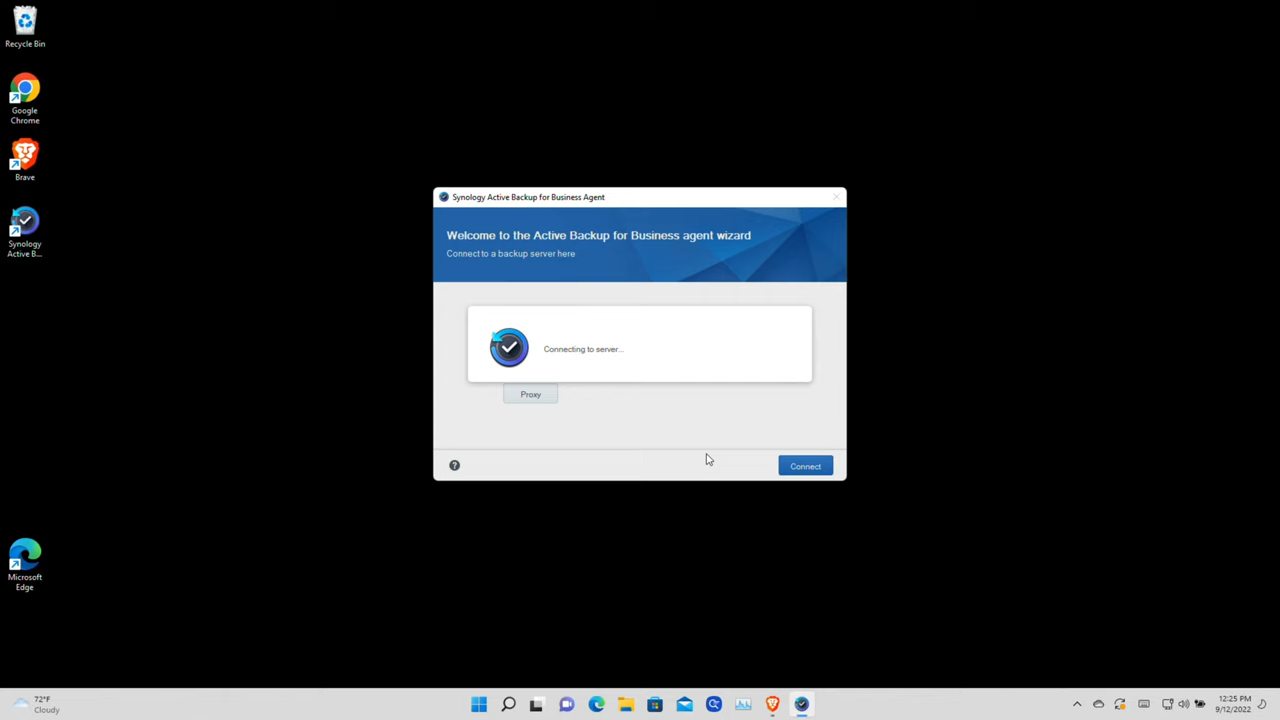 Recycle Bin
Google
Chrome
Brave
Synology
Active B...
Microsoft
Edge
Synology Active Backup for Business Agent
Welcome to the Active Backup for Business agent wizard
Connect to a backup server here
Connecting to server...
Proxy
?
Connect
72°F
Cloudy
12:25 PM
9/12/2022